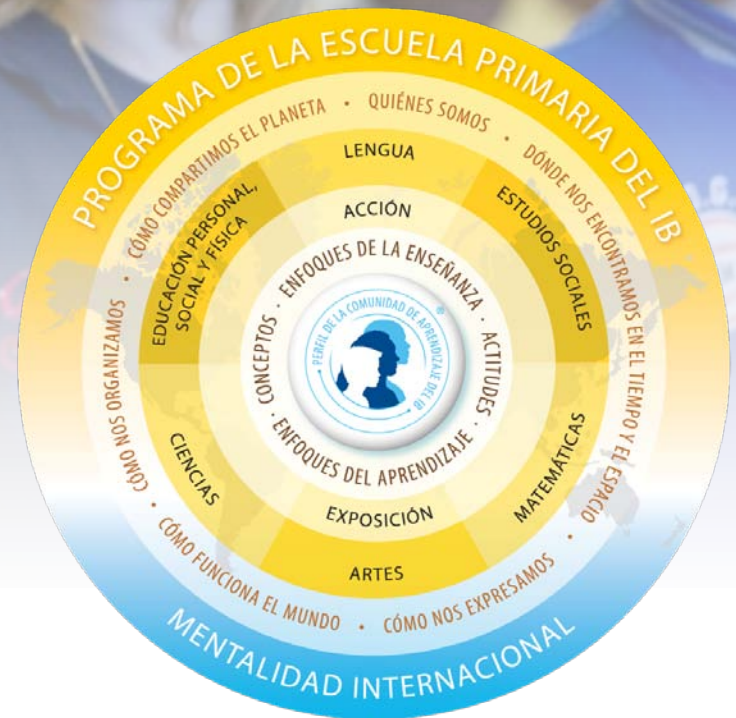 PROGRAMA DE LA ESCUELA PRIMARIA DEL IB
CÓMO COMPARTIMOS EL PLANETA • QUIÉNES SOMOS • DÓNDE NOS ENCONTRAMOS EN EL TIEMPO Y EL ESPACIO • CÓMO NOS EXPRESAMOS • CÓMO FUNCIONA EL MUNDO • CÓMO NOS ORGANIZAMOS •
LENGUA
ESTUDIOS SOCIALES
MATEMÁTICAS
ARTES
CIENCIAS
EDUCACIÓN PERSONAL,
SOCIAL Y FÍSICA
ACCIÓN
EXPOSICIÓN
ENFOQUES DE LA ENSEÑANZA · ACTITUDES · ENFOQUES DEL APRENDIZAJE · CONCEPTOS ·
PERFIL DE LA COMUNIDAD DE APRENDIZAJE DEL IB
®
MENTALIDAD INTERNACIONAL